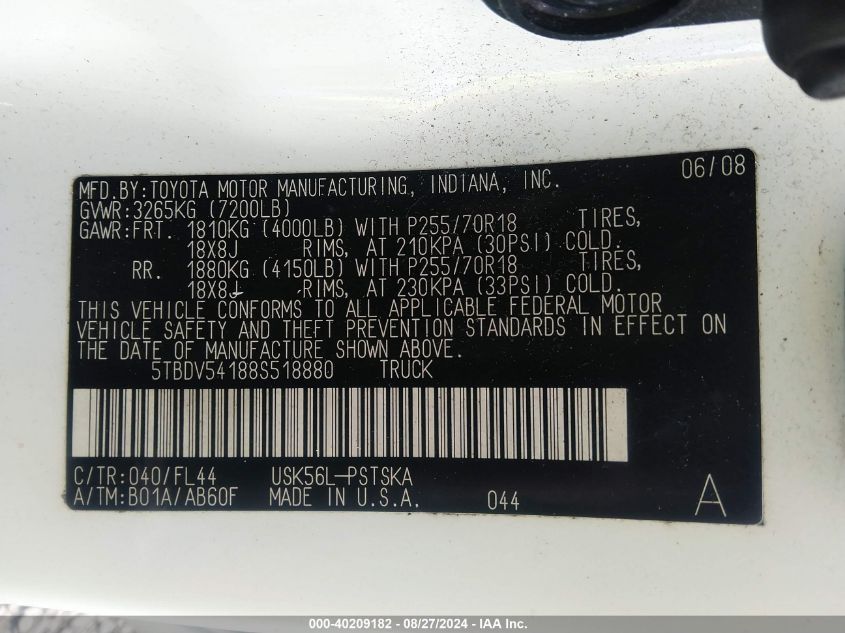 MFD.BY:TOYOTA MOTOR MANUFACTURING, INDIANA, INC. 06/08
GVWR:3265KG (7200LB)
GAWR:FRT. 1810KG (4000LB) WITH P255/70R18 TIRES,
18X8J RIMS, AT 210KPA (30PSI) COLD.
RR. 1880KG (4150LB) WITH P255/70R18 TIRES,
18X8J RIMS, AT 230KPA (33PSI) COLD.
THIS VEHICLE CONFORMS TO ALL APPLICABLE FEDERAL MOTOR
VEHICLE SAFETY AND THEFT PREVENTION STANDARDS IN EFFECT ON
THE DATE OF MANUFACTURE SHOWN ABOVE.
5TBDV54188S518880 TRUCK
C/TR:040/FL44 USK56L-PSTSKA
A/TM:B01A/AB60F MADE IN U.S.A. 044 A
000-40209182 - 08/27/2024 - IAA Inc.